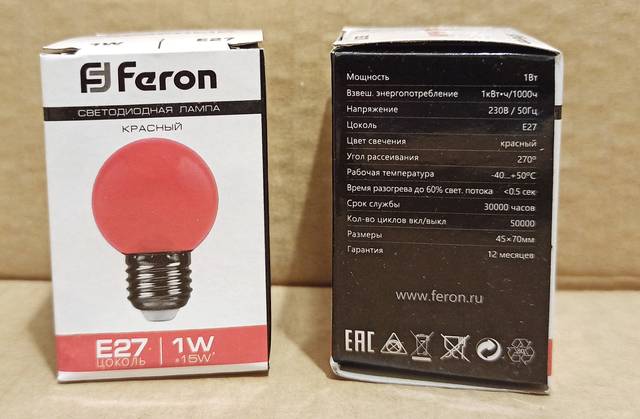 1W E27
Feron
СВЕТОДИОДНАЯ ЛАМПА
КРАСНЫЙ
E27 1W
ЦОКОЛЬ *15W
Мощность 1Вт
Взвеш. энергопотребление 1кВт•ч/1000ч
Напряжение 230В / 50Гц
Цоколь E27
Цвет свечения красный
Угол рассеивания 270°
Рабочая температура -40...+50°C
Время разогрева до 60% свет. потока <0.5 сек
Срок службы 30000 часов
Кол-во циклов вкл/выкл 50000
Размеры 45×70мм
Гарантия 12 месяцев
www.feron.ru
EAC